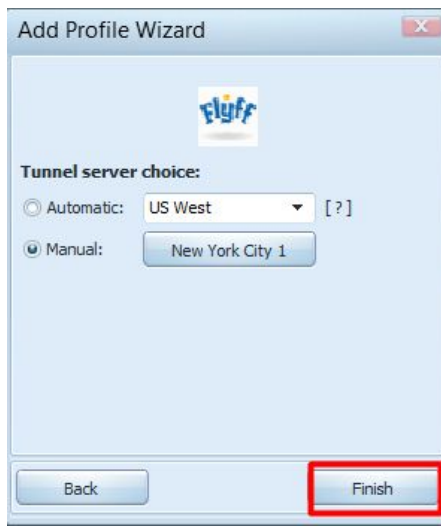 Add Profile Wizard
Flyff
Tunnel server choice:
Automatic: US West [?]
Manual: New York City 1
Back Finish